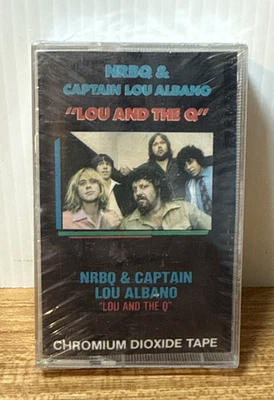 NRBQ &
CAPTAIN LOU ALBANO
"LOU AND THE Q"
NRBQ & CAPTAIN
LOU ALBANO
"LOU AND THE Q"
CHROMIUM DIOXIDE TAPE